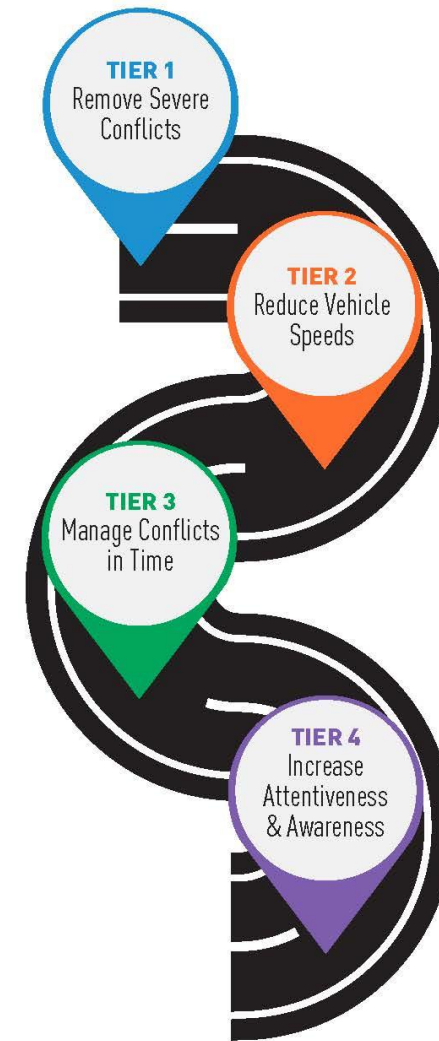 TIER 1
Remove Severe
Conflicts
TIER 2
Reduce Vehicle
Speeds
TIER 3
Manage Conflicts
in Time
TIER 4
Increase
Attentiveness
& Awareness